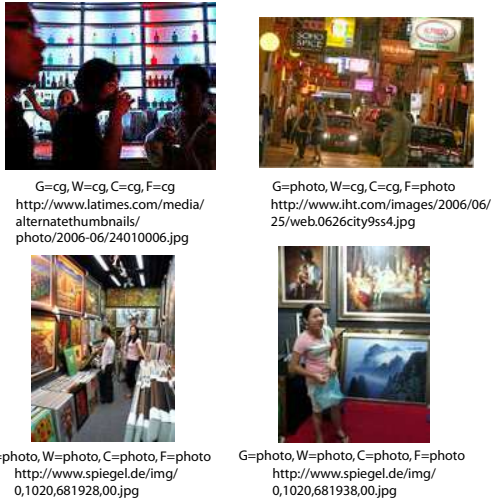 SOHO
SPICE
G=cg, W=cg, C=cg, F=cg
http://www.latimes.com/media/
alternatethumbnails/
photo/2006-06/24010006.jpg
G=photo, W=cg, C=cg, F=photo
http://www.iht.com/images/2006/06/
25/web.0626city9ss4.jpg
=photo, W=photo, C=photo, F=photo
http://www.spiegel.de/img/
0,1020,681928,00.jpg
G=photo, W=photo, C=photo, F=photo
http://www.spiegel.de/img/
0,1020,681938,00.jpg